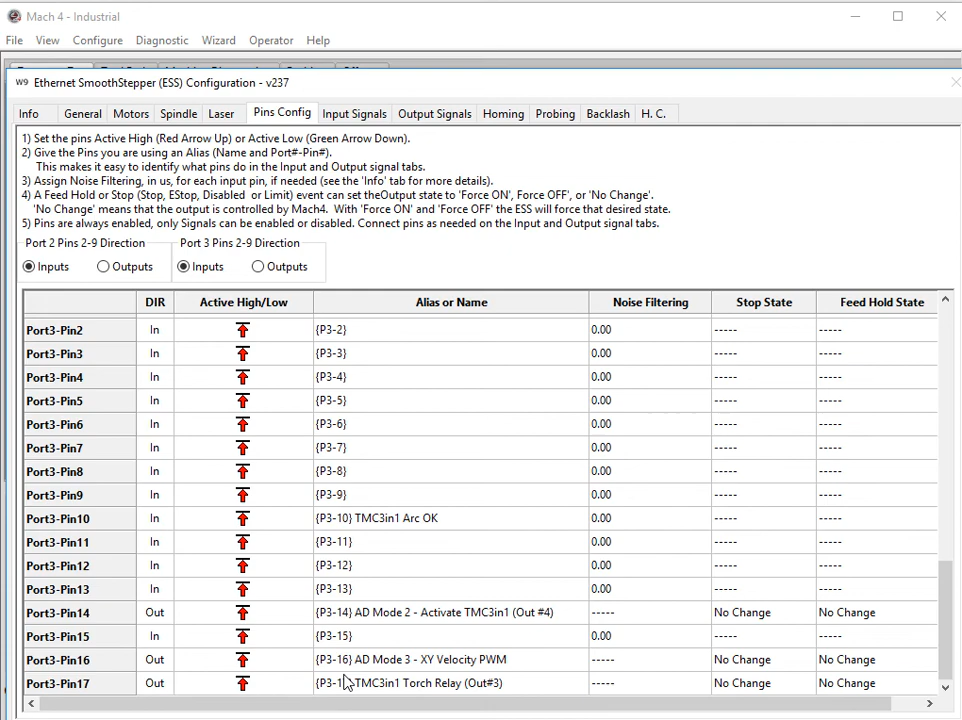 Mach 4 - Industrial
File View Configure Diagnostic Wizard Operator Help
W9 Ethernet SmoothStepper (ESS) Configuration - v237
Info General Motors Spindle Laser Pins Config Input Signals Output Signals Homing Probing Backlash H. C.
1) Set the pins Active High (Red Arrow Up) or Active Low (Green Arrow Down).
2) Give the Pins you are using an Alias (Name and Port#-Pin#).
This makes it easy to identify what pins do in the Input and Output signal tabs.
3) Assign Noise Filtering, in us, for each input pin, if needed (see the 'Info' tab for more details).
4) A Feed Hold or Stop (Stop, EStop, Disabled or Limit) event can set theOutput state to 'Force ON', Force OFF', or 'No Change'.
'No Change' means that the output is controlled by Mach4. With 'Force ON' and 'Force OFF' the ESS will force that desired state.
5) Pins are always enabled, only Signals can be enabled or disabled. Connect pins as needed on the Input and Output signal tabs.
Port 2 Pins 2-9 Direction Port 3 Pins 2-9 Direction
Inputs Outputs Inputs Outputs
DIR Active High/Low Alias or Name Noise Filtering Stop State Feed Hold State
Port3-Pin2 In {P3-2} 0.00 ----- -----
Port3-Pin3 In {P3-3} 0.00 ----- -----
Port3-Pin4 In {P3-4} 0.00 ----- -----
Port3-Pin5 In {P3-5} 0.00 ----- -----
Port3-Pin6 In {P3-6} 0.00 ----- -----
Port3-Pin7 In {P3-7} 0.00 ----- -----
Port3-Pin8 In {P3-8} 0.00 ----- -----
Port3-Pin9 In {P3-9} 0.00 ----- -----
Port3-Pin10 In {P3-10} TMC3in1 Arc OK 0.00 ----- -----
Port3-Pin11 In {P3-11} 0.00 ----- -----
Port3-Pin12 In {P3-12} 0.00 ----- -----
Port3-Pin13 In {P3-13} 0.00 ----- -----
Port3-Pin14 Out {P3-14} AD Mode 2 - Activate TMC3in1 (Out #4) ----- No Change No Change
Port3-Pin15 In {P3-15} 0.00 ----- -----
Port3-Pin16 Out {P3-16} AD Mode 3 - XY Velocity PWM ----- No Change No Change
Port3-Pin17 Out TMC3in1 Torch Relay (Out#3) ----- No Change No Change